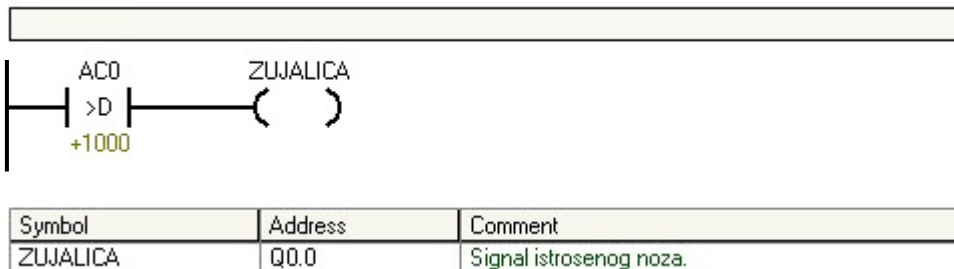 AC0 ZUJALICA
>D
+1000
Symbol Address Comment
ZUJALICA Q0.0 Signal istrosenog noza.